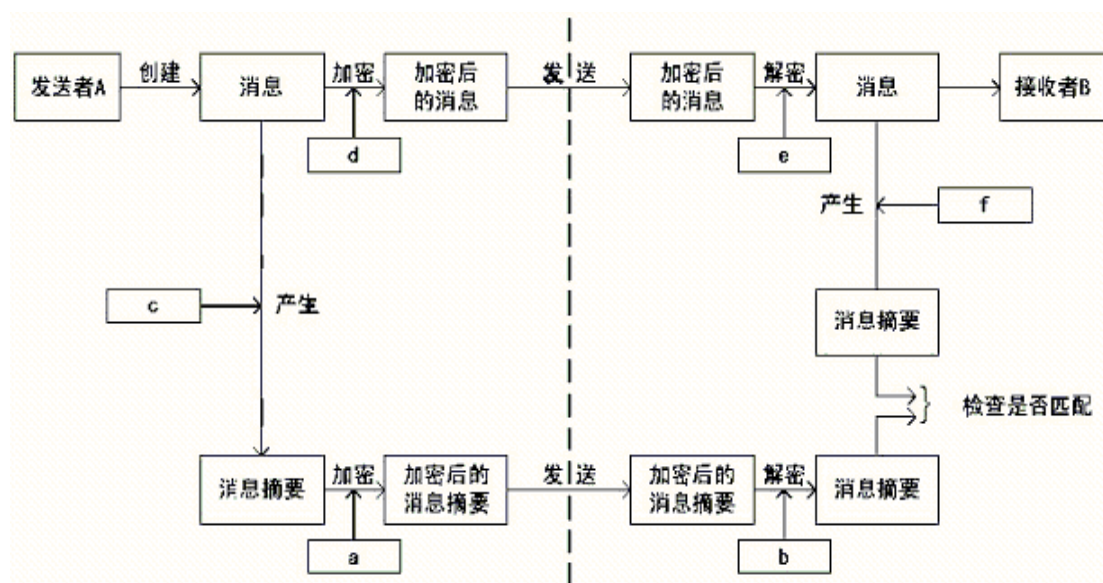 发送者A
创建
消息
加密
加密后
的消息
发 送
加密后
的消息
解密
消息
接收者B
d
e
产生
f
c
产生
消息摘要
检查是否匹配
消息摘要
加密
加密后的
消息摘要
发 送
加密后的
消息摘要
解密
消息摘要
a
b